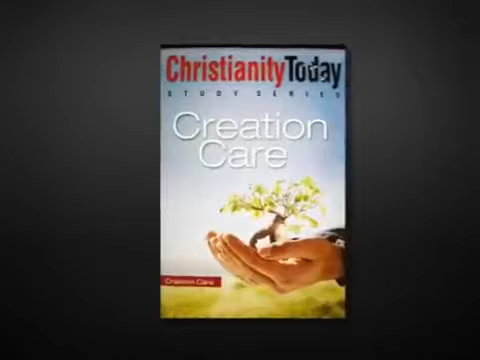 ChristianityToday
STUDY SERIES
Creation
Care
Creation Care